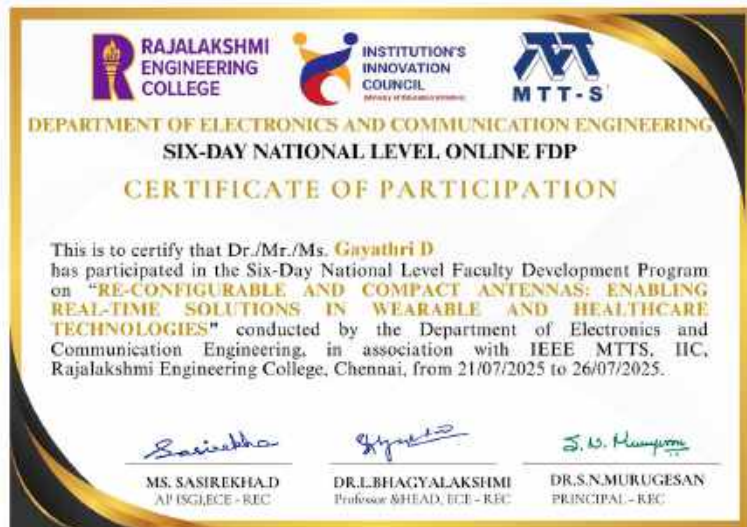 RAJALAKSHMI
ENGINEERING
COLLEGE
INSTITUTION'S
INNOVATION
COUNCIL
(Ministry of Education Initiative)
MTT-S
DEPARTMENT OF ELECTRONICS AND COMMUNICATION ENGINEERING
SIX-DAY NATIONAL LEVEL ONLINE FDP
CERTIFICATE OF PARTICIPATION
This is to certify that Dr./Mr./Ms. Gayathri D
has participated in the Six-Day National Level Faculty Development Program
on "RE-CONFIGURABLE AND COMPACT ANTENNAS: ENABLING
REAL-TIME SOLUTIONS IN WEARABLE AND HEALTHCARE
TECHNOLOGIES" conducted by the Department of Electronics and
Communication Engineering, in association with IEEE MTTS, IIC,
Rajalakshmi Engineering College, Chennai, from 21/07/2025 to 26/07/2025.
Sasirekha
MS. SASIREKHA.D DR.L.BHAGYALAKSHMI DR.S.N.MURUGESAN
AP (SG),ECE - REC Professor &HEAD, ECE - REC PRINCIPAL - REC